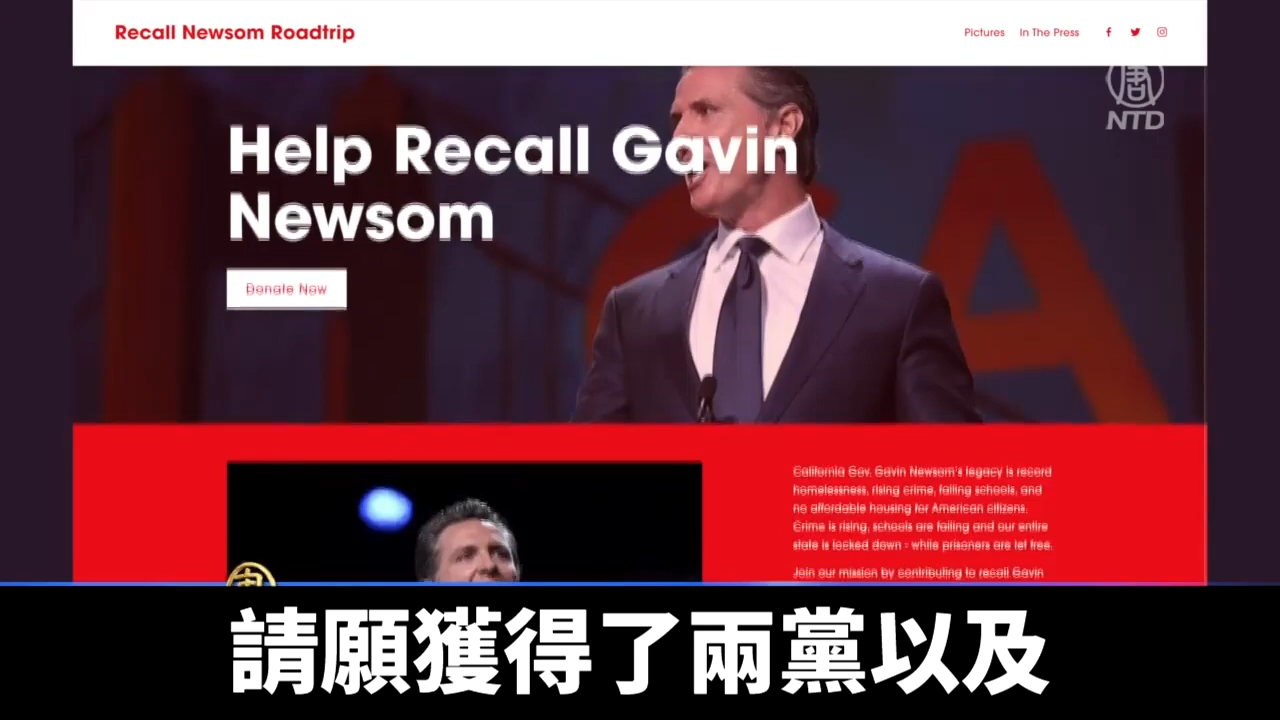 Recall Newsom Roadtrip
Pictures
In The Press
唐
NTD
Help Recall Gavin
Newsom
Donate Now
California Gov. Gavin Newsom's legacy is record
homelessness, rising crime, failing schools, and
no affordable housing for American citizens.
Crime is rising, schools are failing and our entire
state is locked down - while prisoners are let free.
Join our mission by contributing to recall Gavin
請願獲得了兩黨以及